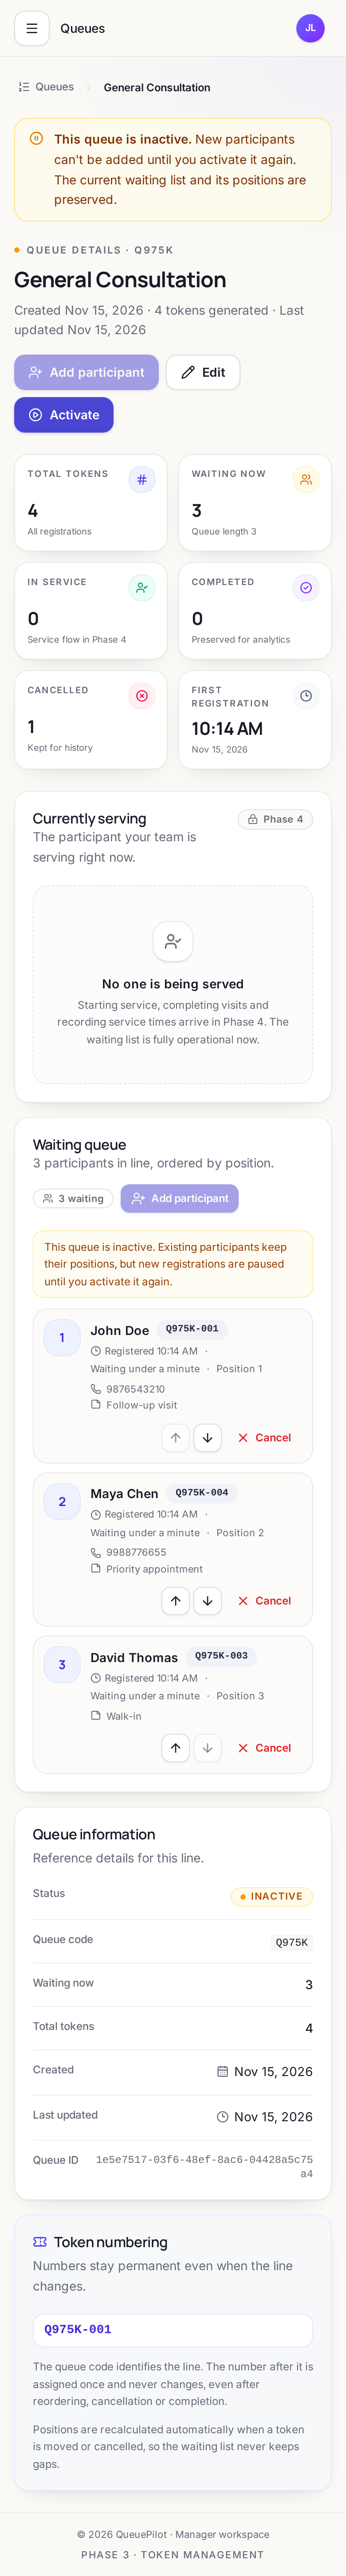 Queues
JL
Queues
General Consultation
This queue is inactive. New participants
can't be added until you activate it again.
The current waiting list and its positions are
preserved.
QUEUE DETAILS · Q975K
General Consultation
Created Nov 15, 2026 · 4 tokens generated · Last
updated Nov 15, 2026
Add participant
Edit
Activate
TOTAL TOKENS
4
All registrations
WAITING NOW
3
Queue length 3
IN SERVICE
0
Service flow in Phase 4
COMPLETED
0
Preserved for analytics
CANCELLED
1
Kept for history
FIRST
REGISTRATION
10:14 AM
Nov 15, 2026
Currently serving
Phase 4
The participant your team is
serving right now.
No one is being served
Starting service, completing visits and
recording service times arrive in Phase 4. The
waiting list is fully operational now.
Waiting queue
3 participants in line, ordered by position.
3 waiting
Add participant
This queue is inactive. Existing participants keep
their positions, but new registrations are paused
until you activate it again.
1
John Doe
Q975K-001
Registered 10:14 AM ·
Waiting under a minute · Position 1
9876543210
Follow-up visit
Cancel
2
Maya Chen
Q975K-004
Registered 10:14 AM ·
Waiting under a minute · Position 2
9988776655
Priority appointment
Cancel
3
David Thomas
Q975K-003
Registered 10:14 AM ·
Waiting under a minute · Position 3
Walk-in
Cancel
Queue information
Reference details for this line.
Status
INACTIVE
Queue code
Q975K
Waiting now
3
Total tokens
4
Created
Nov 15, 2026
Last updated
Nov 15, 2026
Queue ID
1e5e7517-03f6-48ef-8ac6-04428a5c75
a4
Token numbering
Numbers stay permanent even when the line
changes.
Q975K-001
The queue code identifies the line. The number after it is
assigned once and never changes, even after
reordering, cancellation or completion.
Positions are recalculated automatically when a token
is moved or cancelled, so the waiting list never keeps
gaps.
© 2026 QueuePilot · Manager workspace
PHASE 3 · TOKEN MANAGEMENT